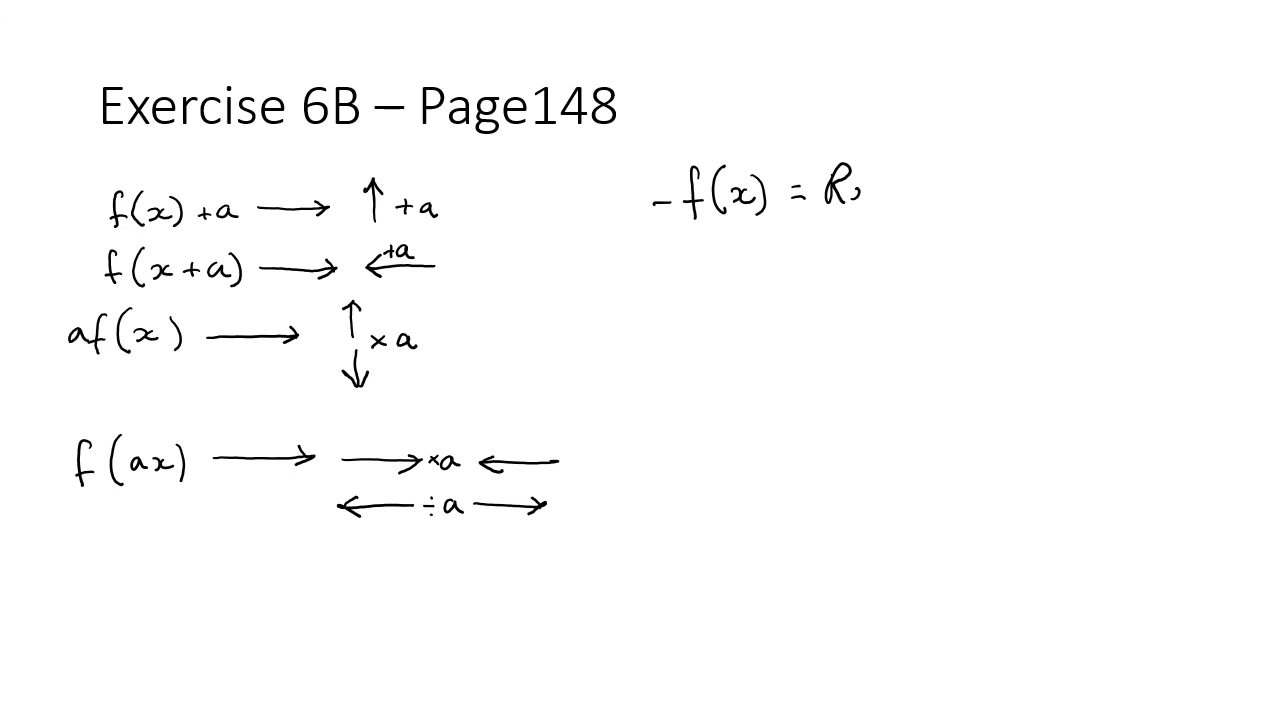 Exercise 6B – Page148
f(x) + a → ↑ + a
f(x + a) → ← +a
af(x) → ↑ ↓ × a
f(ax) → → ×a ←
← ÷ a →
-f(x) = R